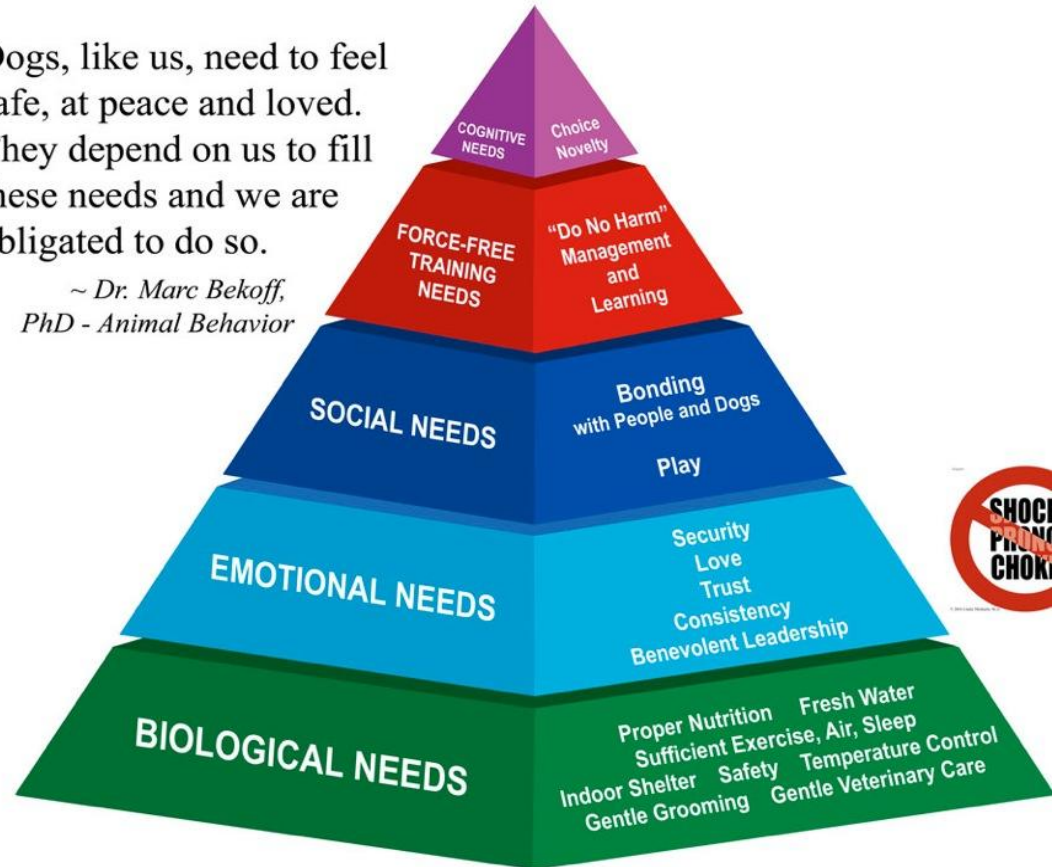 ogs, like us, need to feel
afe, at peace and loved.
hey depend on us to fill
hese needs and we are
bligated to do so.
~ Dr. Marc Bekoff,
PhD - Animal Behavior
COGNITIVE
NEEDS
Choice
Novelty
FORCE-FREE
TRAINING
NEEDS
“Do No Harm”
Management
and
Learning
SOCIAL NEEDS
Bonding
with People and Dogs
Play
EMOTIONAL NEEDS
Security
Love
Trust
Consistency
Benevolent Leadership
BIOLOGICAL NEEDS
Proper Nutrition Fresh Water
Sufficient Exercise, Air, Sleep
Indoor Shelter Safety Temperature Control
Gentle Grooming Gentle Veterinary Care
SHOC
PRON
CHOK